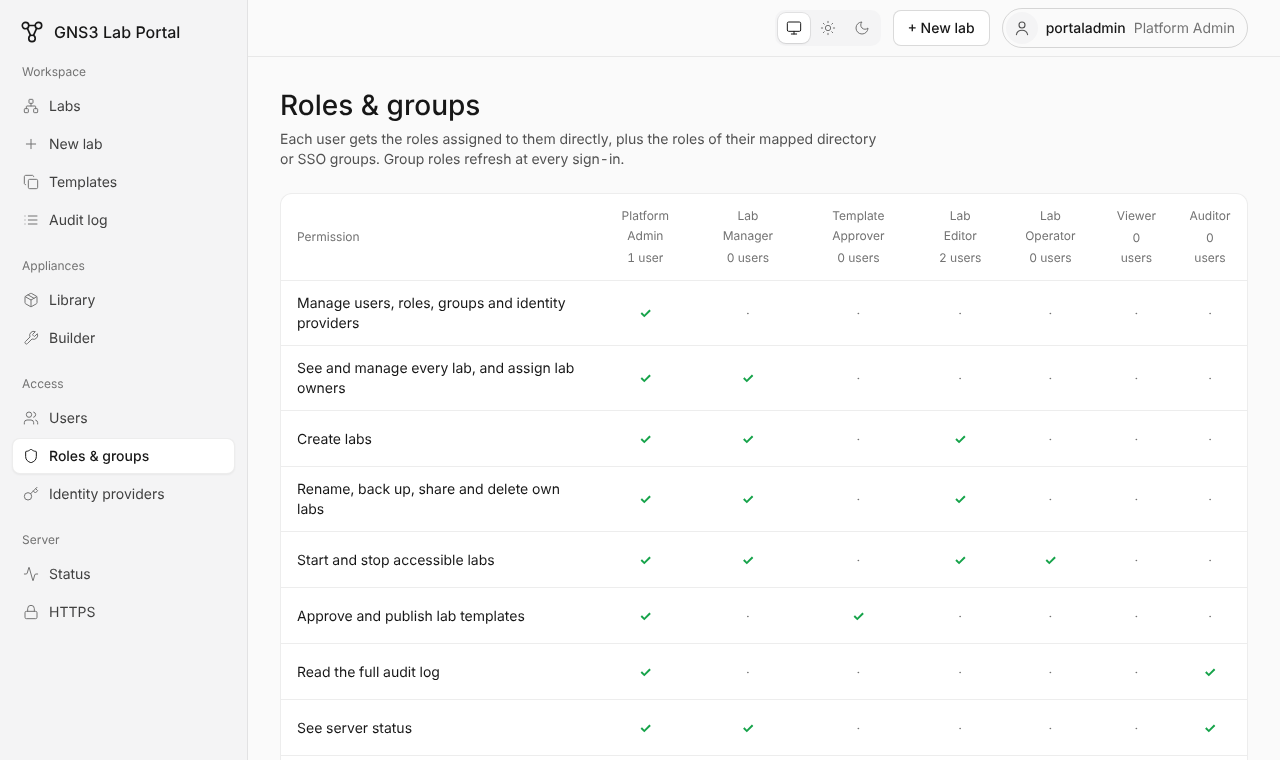 GNS3 Lab Portal
Workspace
Labs
New lab
Templates
Audit log
Appliances
Library
Builder
Access
Users
Roles & groups
Identity providers
Server
Status
HTTPS
+ New lab
portaladmin Platform Admin
Roles & groups
Each user gets the roles assigned to them directly, plus the roles of their mapped directory
or SSO groups. Group roles refresh at every sign-in.
Permission
Platform
Admin
1 user
Lab
Manager
0 users
Template
Approver
0 users
Lab
Editor
2 users
Lab
Operator
0 users
Viewer
0
users
Auditor
0
users
Manage users, roles, groups and identity
providers
See and manage every lab, and assign lab
owners
Create labs
Rename, back up, share and delete own
labs
Start and stop accessible labs
Approve and publish lab templates
Read the full audit log
See server status